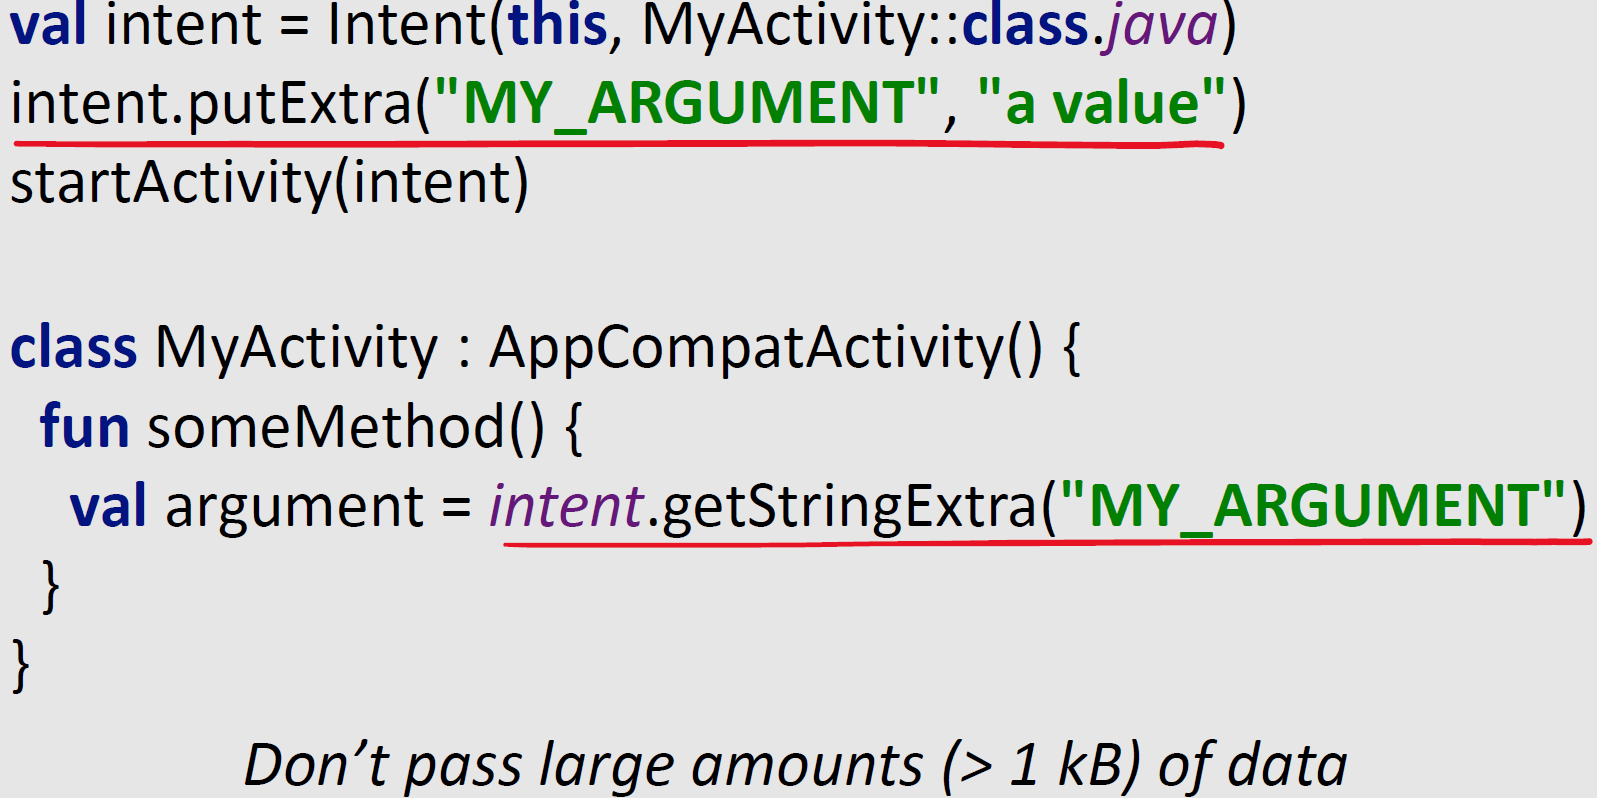 val intent = Intent(this, MyActivity::class.java)
intent.putExtra("MY_ARGUMENT", "a value")
startActivity(intent)
class MyActivity : AppCompatActivity() {
fun someMethod() {
val argument = intent.getStringExtra("MY_ARGUMENT")
}
}
Don’t pass large amounts (> 1 kB) of data